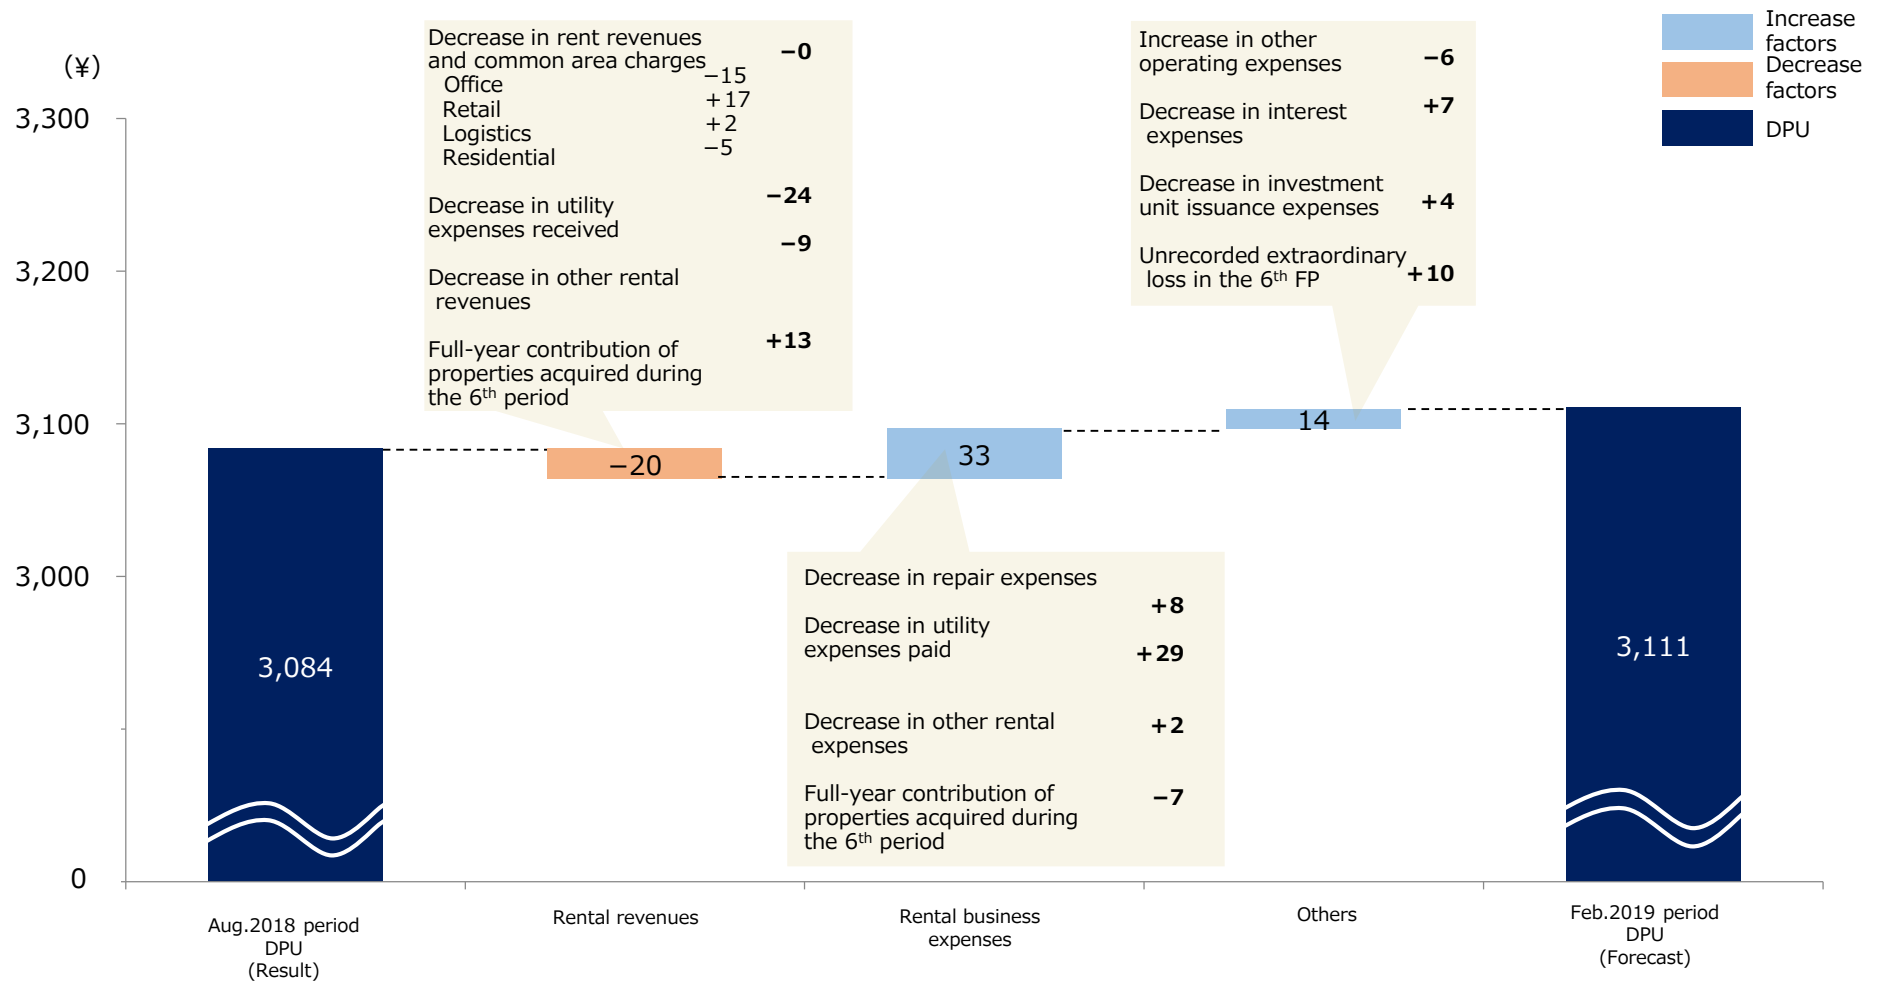 (¥)
3,300
3,200
3,100
3,000
0
Decrease in rent revenues
and common area charges −0
Office −15
Retail +17
Logistics +2
Residential −5
Decrease in utility
expenses received −24
Decrease in other rental
revenues −9
Full-year contribution of
properties acquired during
the 6th period +13
Increase in other
operating expenses −6
Decrease in interest
expenses +7
Decrease in investment
unit issuance expenses +4
Unrecorded extraordinary
loss in the 6th FP +10
Increase
factors
Decrease
factors
DPU
3,084
−20
33
14
3,111
Decrease in repair expenses +8
Decrease in utility
expenses paid +29
Decrease in other rental
expenses +2
Full-year contribution of
properties acquired during
the 6th period −7
Aug.2018 period
DPU
(Result)
Rental revenues
Rental business
expenses
Others
Feb.2019 period
DPU
(Forecast)